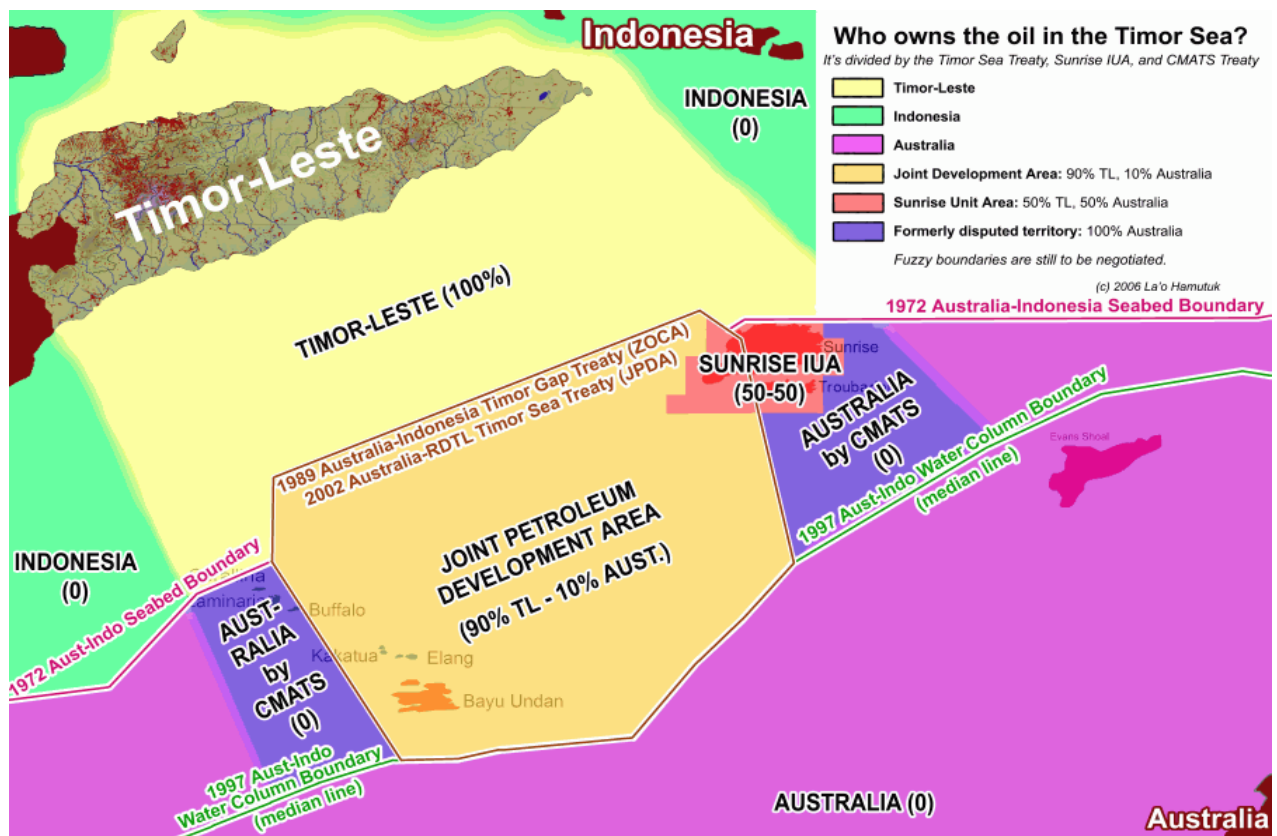 Indonesia
Who owns the oil in the Timor Sea?
It's divided by the Timor Sea Treaty, Sunrise IUA, and CMATS Treaty
Timor-Leste
Indonesia
Australia
Joint Development Area: 90% TL, 10% Australia
Sunrise Unit Area: 50% TL, 50% Australia
Formerly disputed territory: 100% Australia
Fuzzy boundaries are still to be negotiated.
(c) 2006 La'o Hamutuk
INDONESIA
(0)
Timor-Leste
TIMOR-LESTE (100%)
1972 Australia-Indonesia Seabed Boundary
1989 Australia-Indonesia Timor Gap Treaty (ZOCA)
2002 Australia-RDTL Timor Sea Treaty (JPDA)
Sunrise
SUNRISE IUA
(50-50)
AUSTRALIA
by CMATS
(0)
1997 Aust-Indo Water Column Boundary
(median line)
Evans Shoal
JOINT PETROLEUM
DEVELOPMENT AREA
(90% TL - 10% AUST.)
INDONESIA
(0)
1972 Aust-Indo Seabed Boundary
Buffalo
AUST-
RALIA
by
CMATS
(0)
Kakatua
Elang
Bayu Undan
1997 Aust-Indo
Water Column Boundary
(median line)
AUSTRALIA (0)
Australia